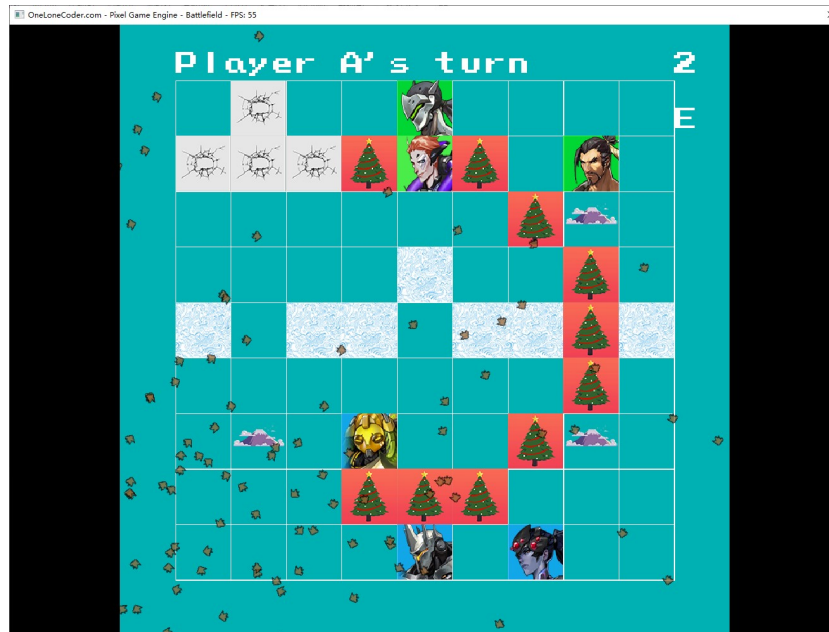 OneLoneCoder.com - Pixel Game Engine - Battlefield - FPS: 55
Player A's turn 2
E